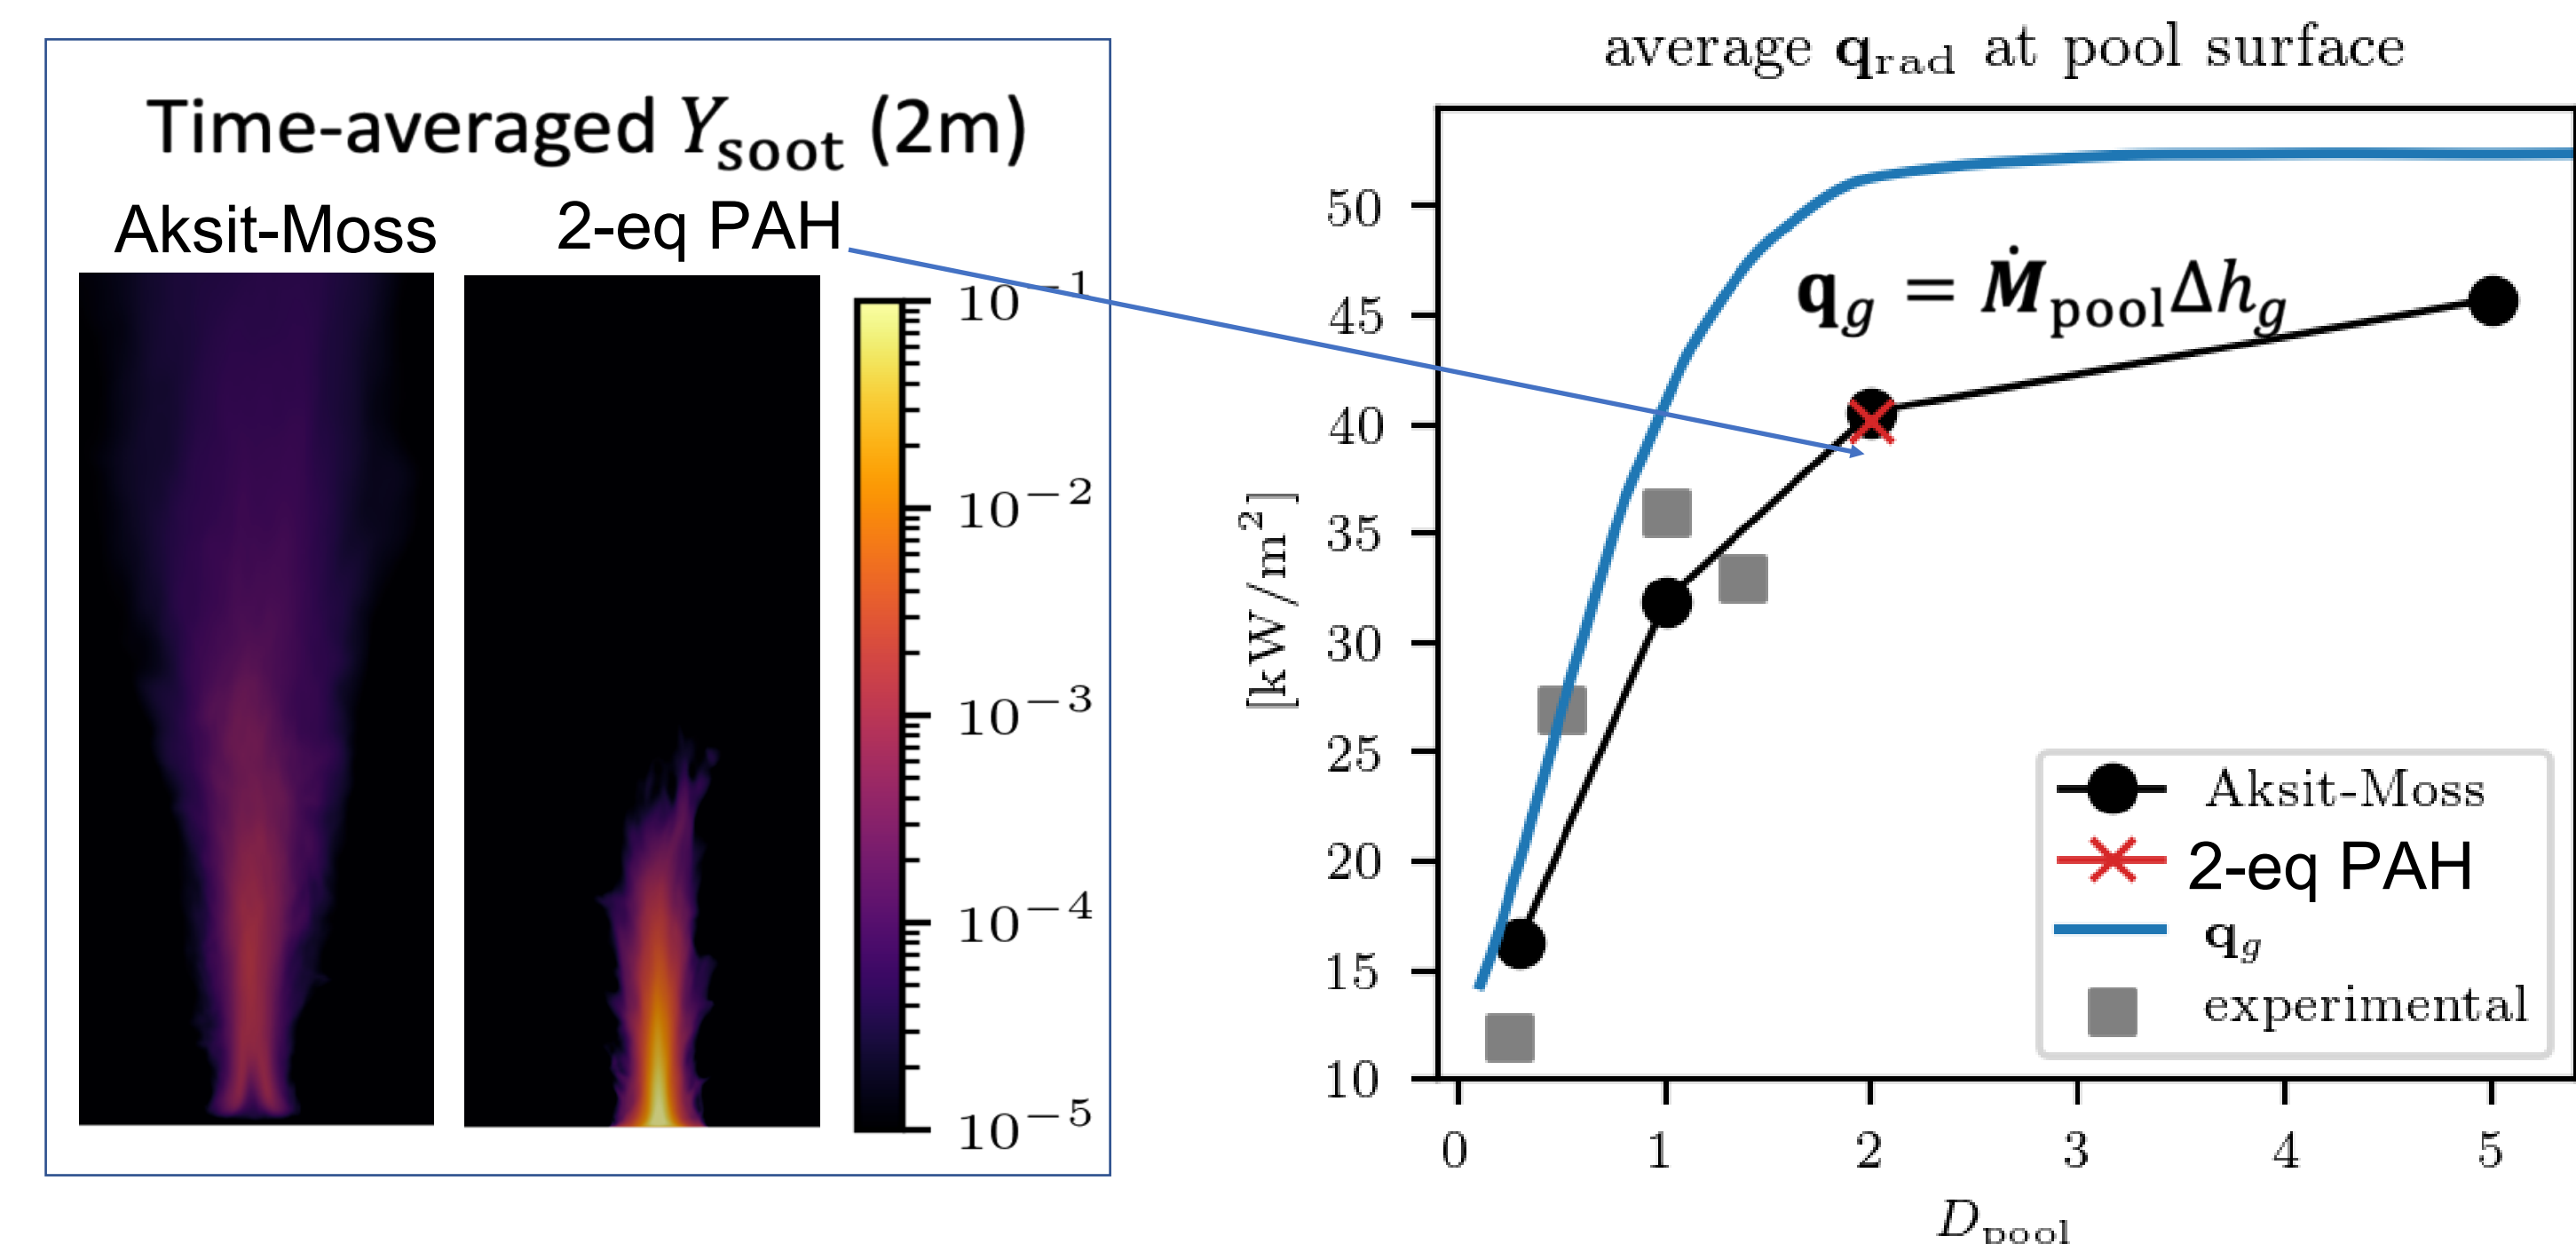 Time-averaged Y_soot (2m)
Aksit-Moss 2-eq PAH
10^−1
10^−2
10^−3
10^−4
10^−5
average q_rad at pool surface
[kW/m²]
50
45
40
35
30
25
20
15
10
q_g = Ṁ_pool Δh_g
Aksit-Moss
2-eq PAH
q_g
experimental
0 1 2 3 4 5
D_pool